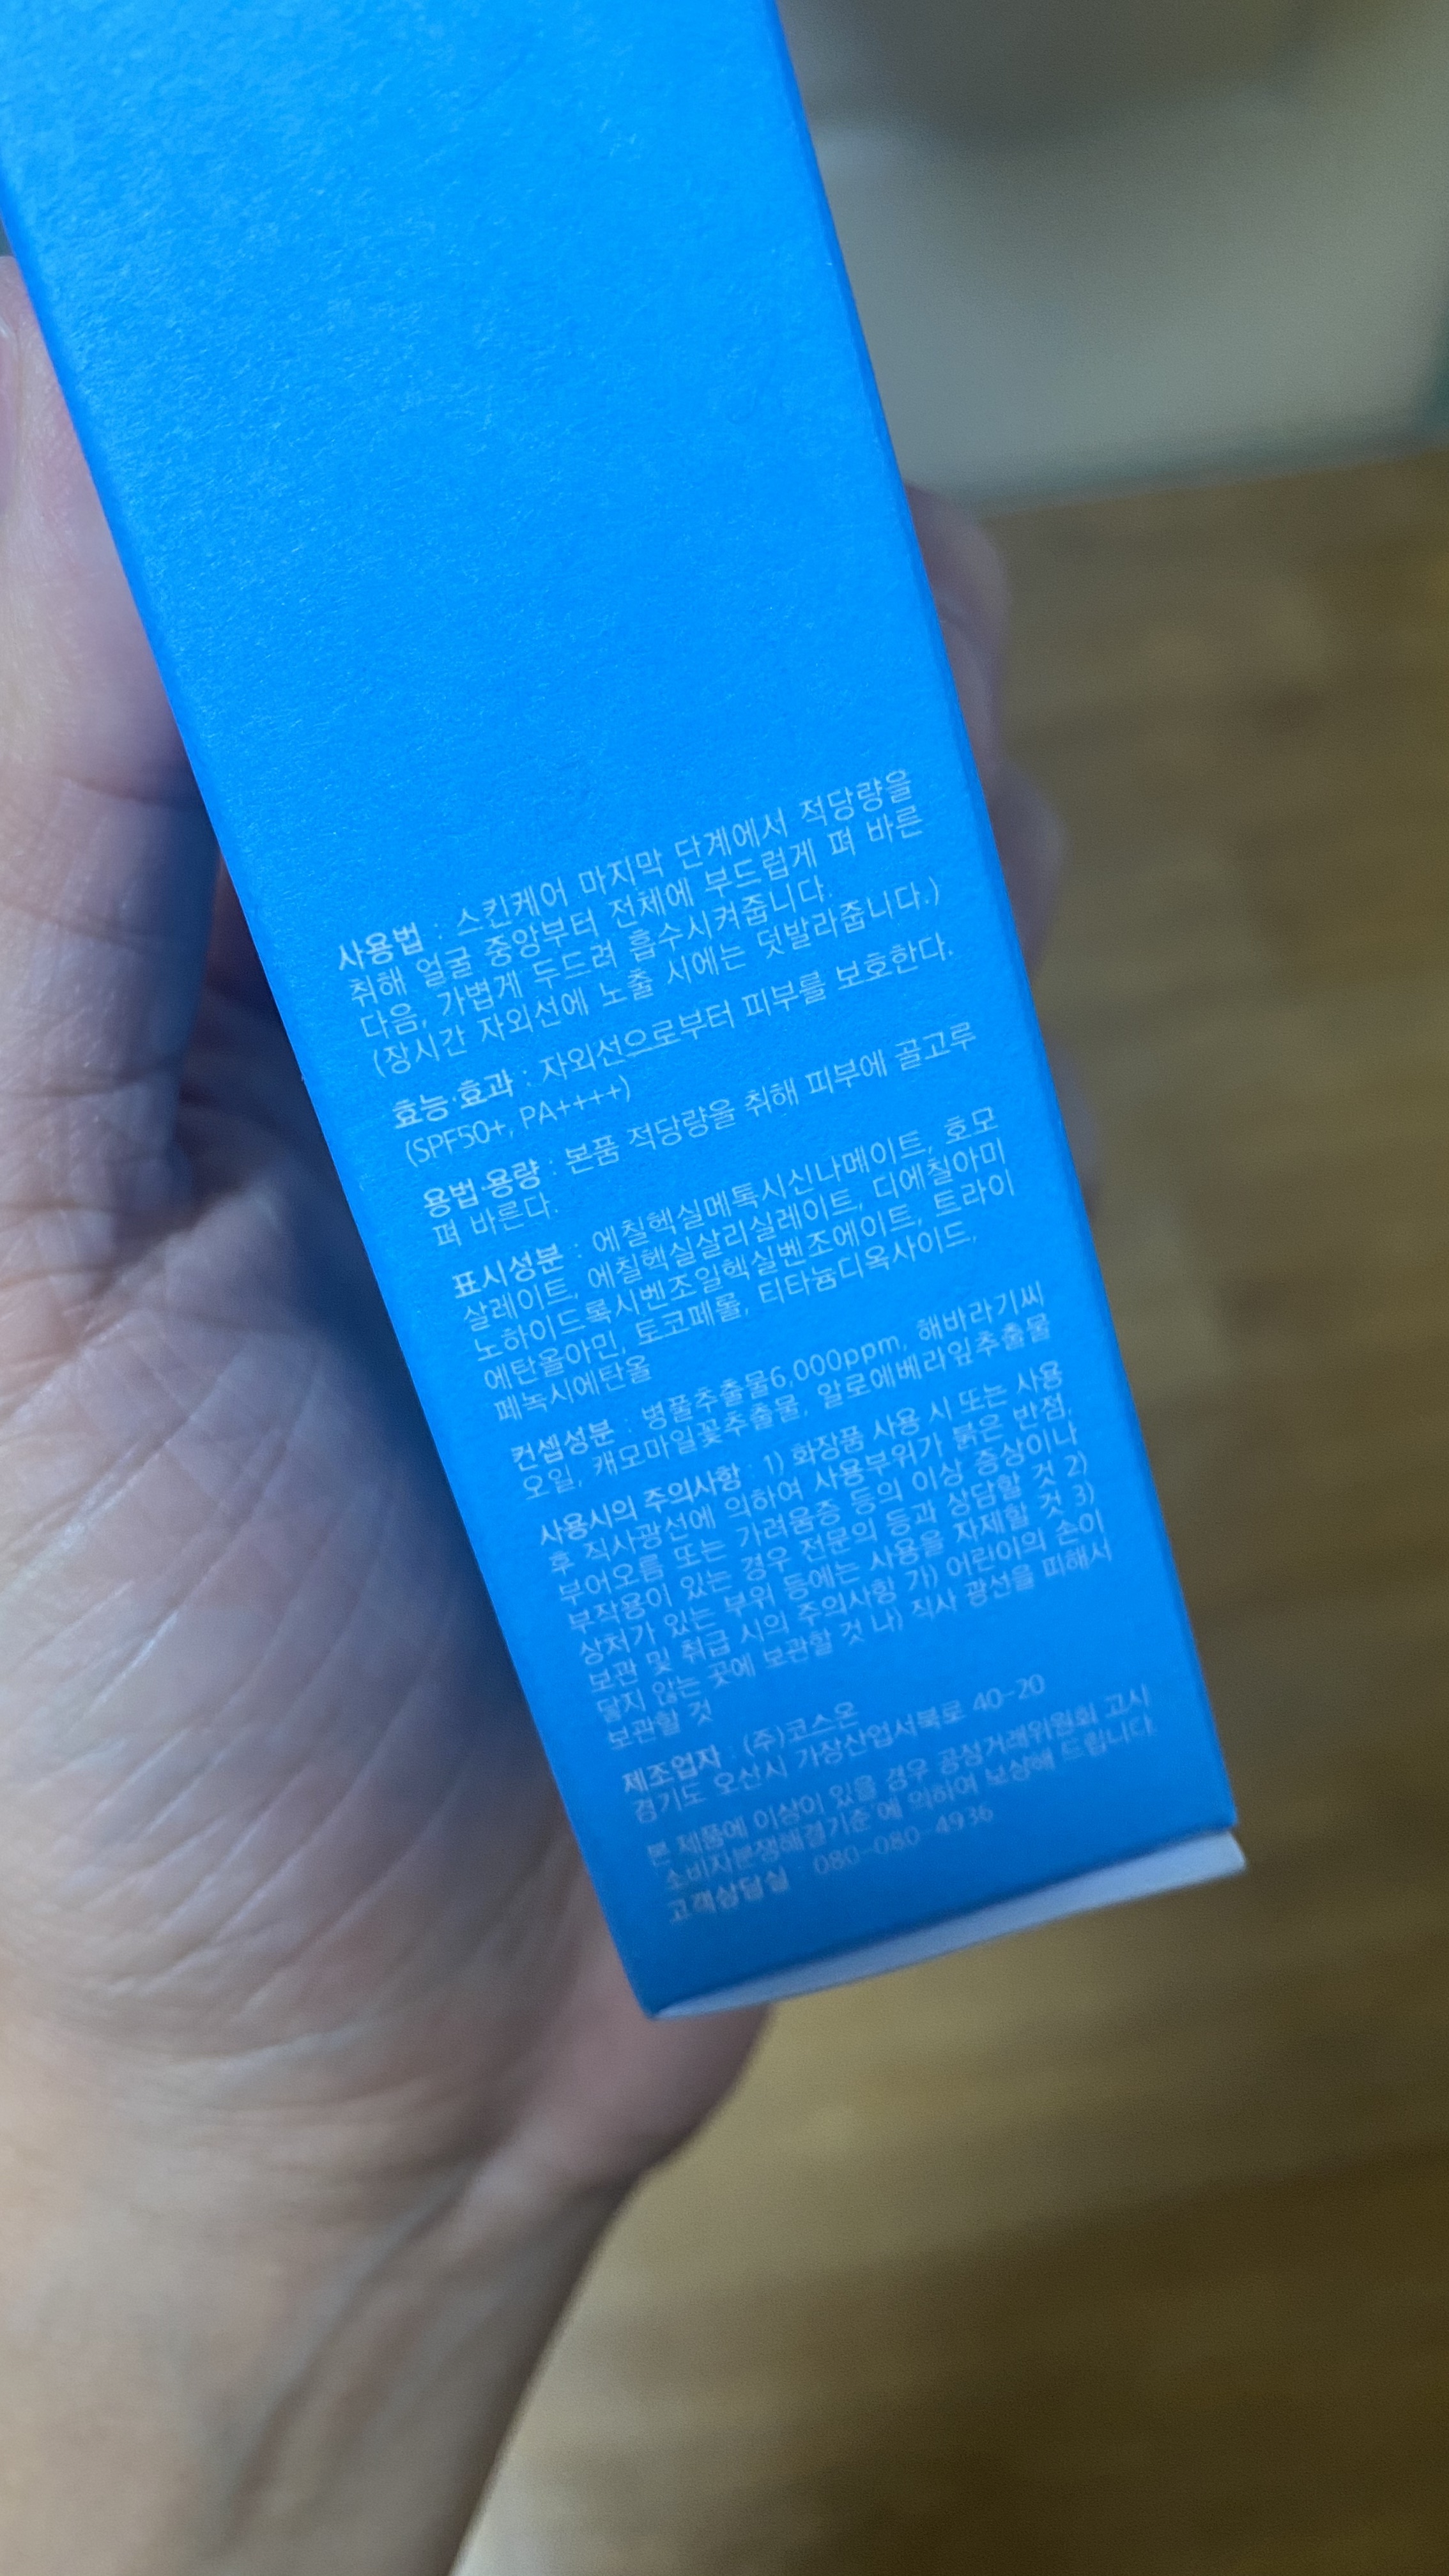 사용법 : 스킨케어 마지막 단계에서 적당량을
취해 얼굴 중앙부터 전체에 부드럽게 펴 바른
다음, 가볍게 두드려 흡수시켜줍니다.
(장시간 자외선에 노출 시에는 덧발라줍니다.)
효능·효과 : 자외선으로부터 피부를 보호한다.
(SPF50+, PA++++)
용법·용량 : 본품 적당량을 취해 피부에 골고루
펴 바른다.
표시성분 : 에칠헥실메톡시신나메이트, 호모
살레이트, 에칠헥실살리실레이트, 디에칠아미
노하이드록시벤조일헥실벤조에이트, 트라이
에탄올아민, 토코페롤, 티타늄디옥사이드,
페녹시에탄올
컨셉성분 : 병풀추출물6,000ppm, 해바라기씨
오일, 캐모마일꽃추출물, 알로에베라잎추출물
사용시의 주의사항 : 1) 화장품 사용 시 또는 사용
후 직사광선에 의하여 사용부위가 붉은 반점,
부어오름 또는 가려움증 등의 이상 증상이나
부작용이 있는 경우 전문의 등과 상담할 것 2)
상처가 있는 부위 등에는 사용을 자제할 것 3)
보관 및 취급 시의 주의사항 가) 어린이의 손이
닿지 않는 곳에 보관할 것 나) 직사 광선을 피해서
보관할 것
제조업자 : (주)코스온
경기도 오산시 가장산업서북로 40-20
본 제품에 이상이 있을 경우 공정거래위원회 고시
소비자분쟁해결기준에 의하여 보상해 드립니다.
고객상담실 : 080-080-4936